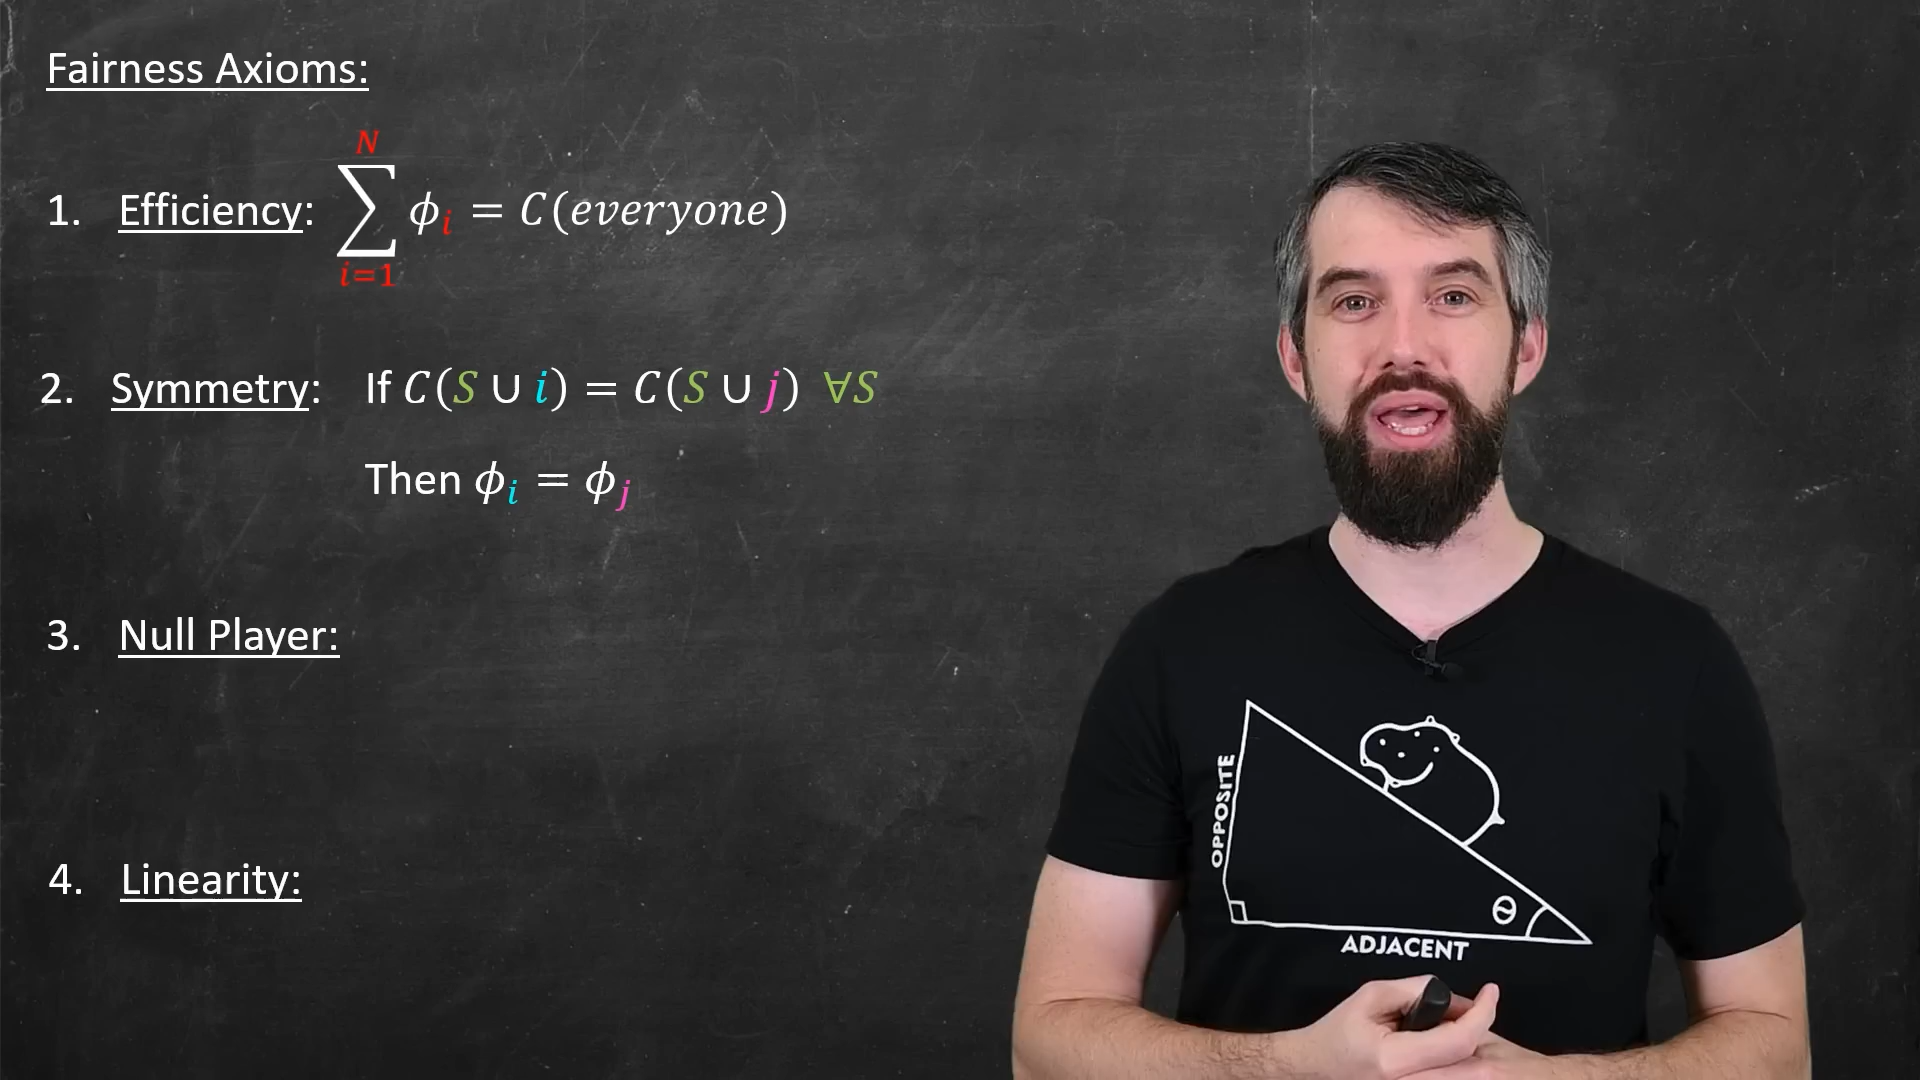 Fairness Axioms:
1. Efficiency: \sum_{i=1}^{N} ϕ_i = C(everyone)
2. Symmetry: If C(S ∪ i) = C(S ∪ j) ∀S
Then ϕ_i = ϕ_j
3. Null Player:
4. Linearity:
OPPOSITE
θ
ADJACENT